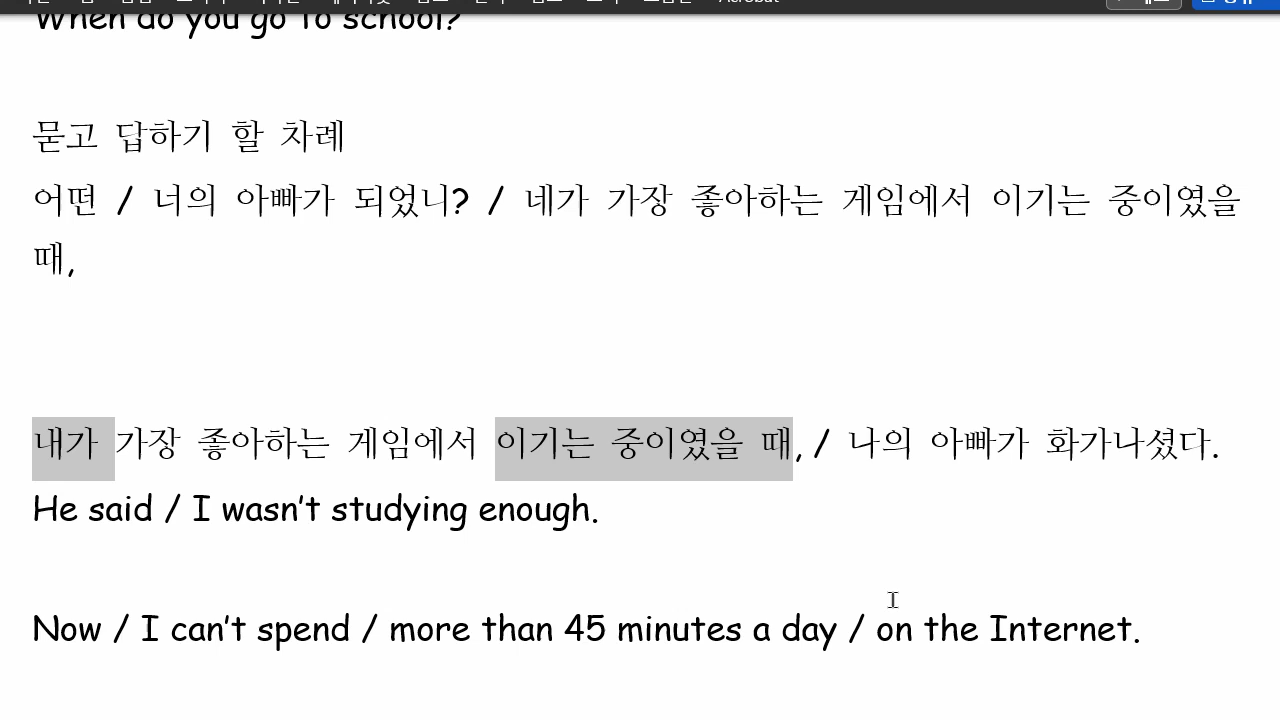 Acrobat
When do you go to school?
묻고 답하기 할 차례
어떤 / 너의 아빠가 되었니? / 네가 가장 좋아하는 게임에서 이기는 중이였을
때,
내가 가장 좋아하는 게임에서 이기는 중이였을 때, / 나의 아빠가 화가나셨다.
He said / I wasn't studying enough.
Now / I can't spend / more than 45 minutes a day / on the Internet.